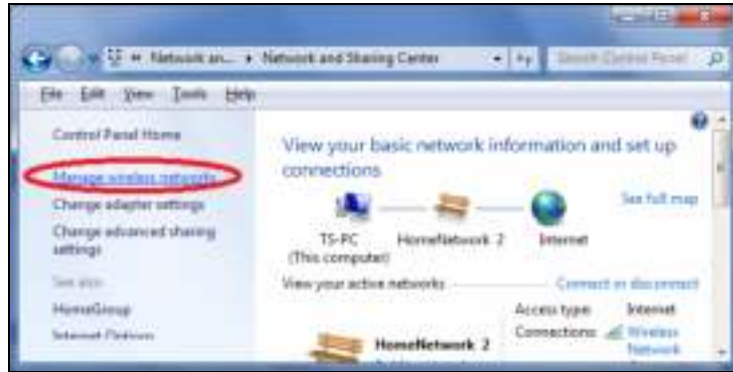 Network an... ▸ Network and Sharing Center
Search Control Panel
File Edit View Tools Help
Control Panel Home
Manage wireless networks
Change adapter settings
Change advanced sharing
settings
See also
HomeGroup
Internet Options
View your basic network information and set up
connections
See full map
TS-PC
(This computer)
HomeNetwork 2
Internet
View your active networks
Connect or disconnect
HomeNetwork 2
Access type: Internet
Connections: Wireless
Network